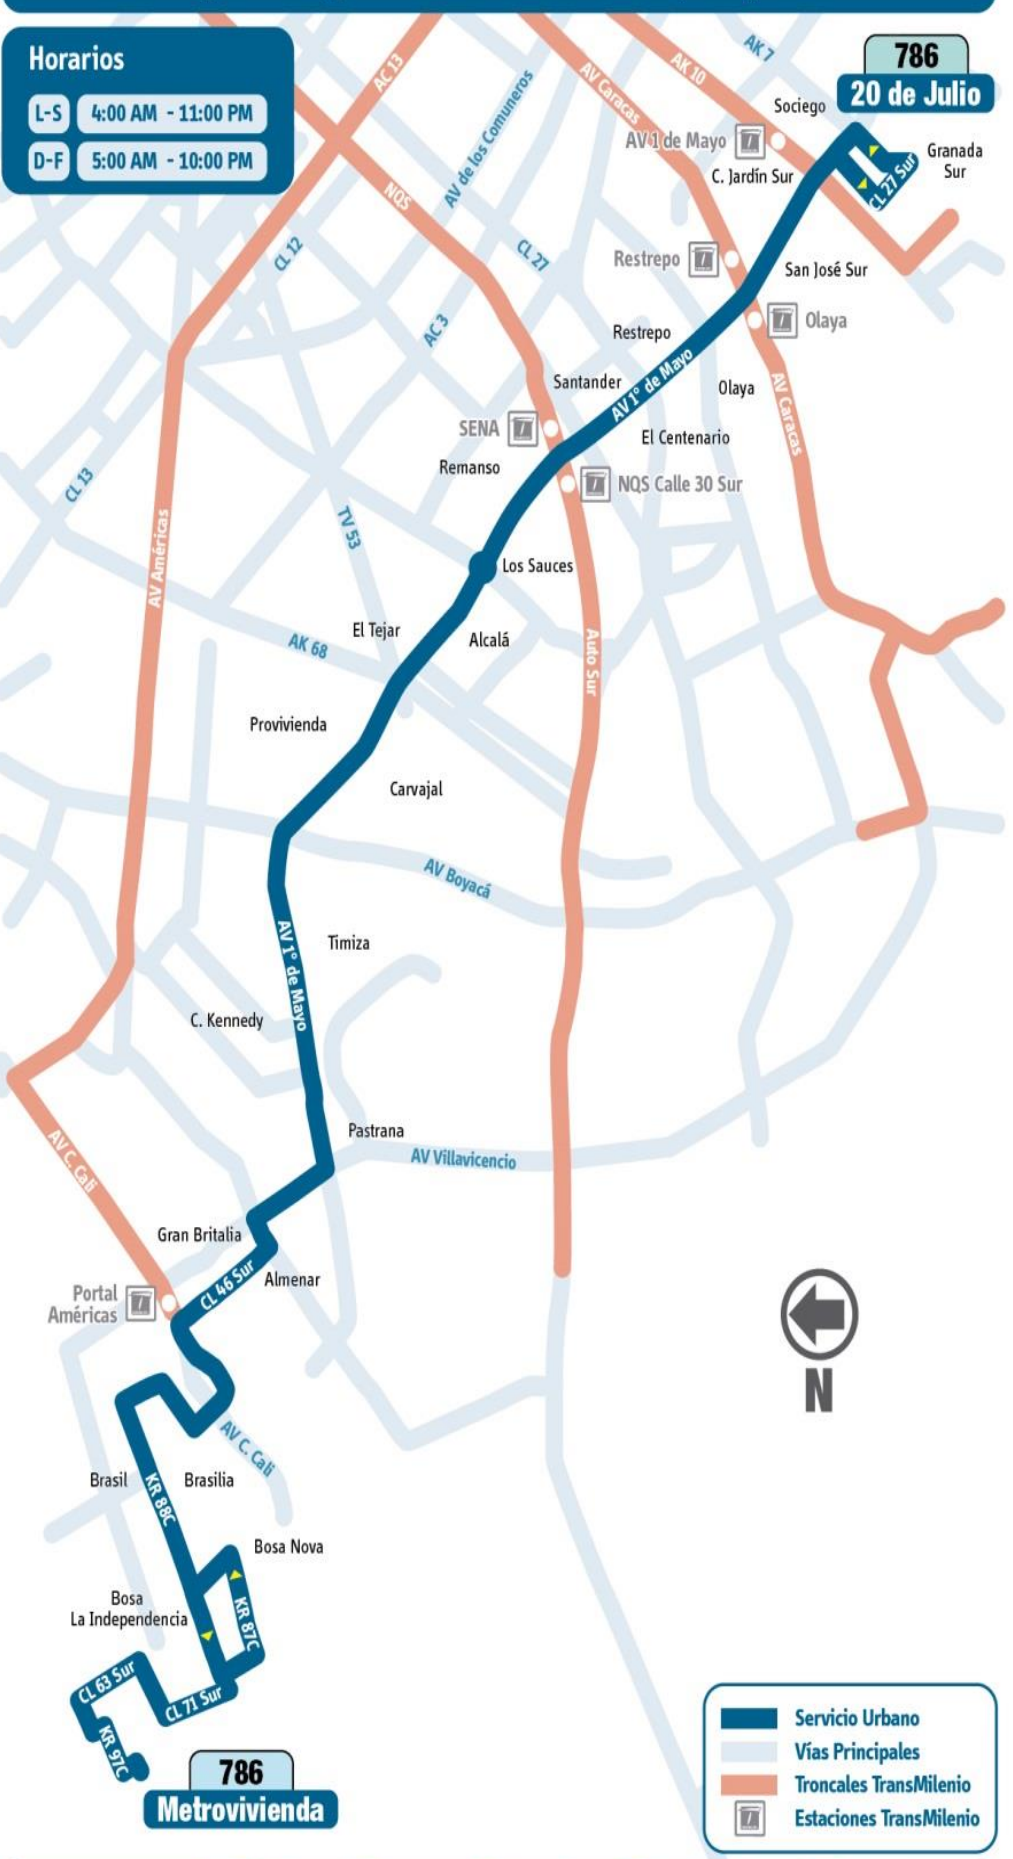 Horarios
L-S 4:00 AM - 11:00 PM
D-F 5:00 AM - 10:00 PM
786
20 de Julio
AK 7
AK 10
AV Caracas
AC 13
AV de los Comuneros
Sociego
AV 1 de Mayo
C. Jardín Sur
Granada
Sur
CL 27 Sur
NQS
CL 12
CL 27
Restrepo
San José Sur
AC 3
Restrepo
Olaya
Santander
AV 1° de Mayo
Olaya
AV Caracas
SENA
El Centenario
Remanso
NQS Calle 30 Sur
CL 13
TV 53
AV Américas
Los Sauces
El Tejar
Alcalá
AK 68
Auto Sur
Provivienda
Carvajal
AV Boyacá
Timiza
AV 1° de Mayo
C. Kennedy
Pastrana
AV Villavicencio
AV C. Cali
Gran Britalia
CL 46 Sur
Almenar
Portal
Américas
N
AV C. Cali
Brasil
KR 88C
Brasilia
Bosa Nova
Bosa
La Independencia
KR 87C
CL 63 Sur
CL 71 Sur
KR 97C
786
Metrovivienda
Servicio Urbano
Vías Principales
Troncales TransMilenio
Estaciones TransMilenio